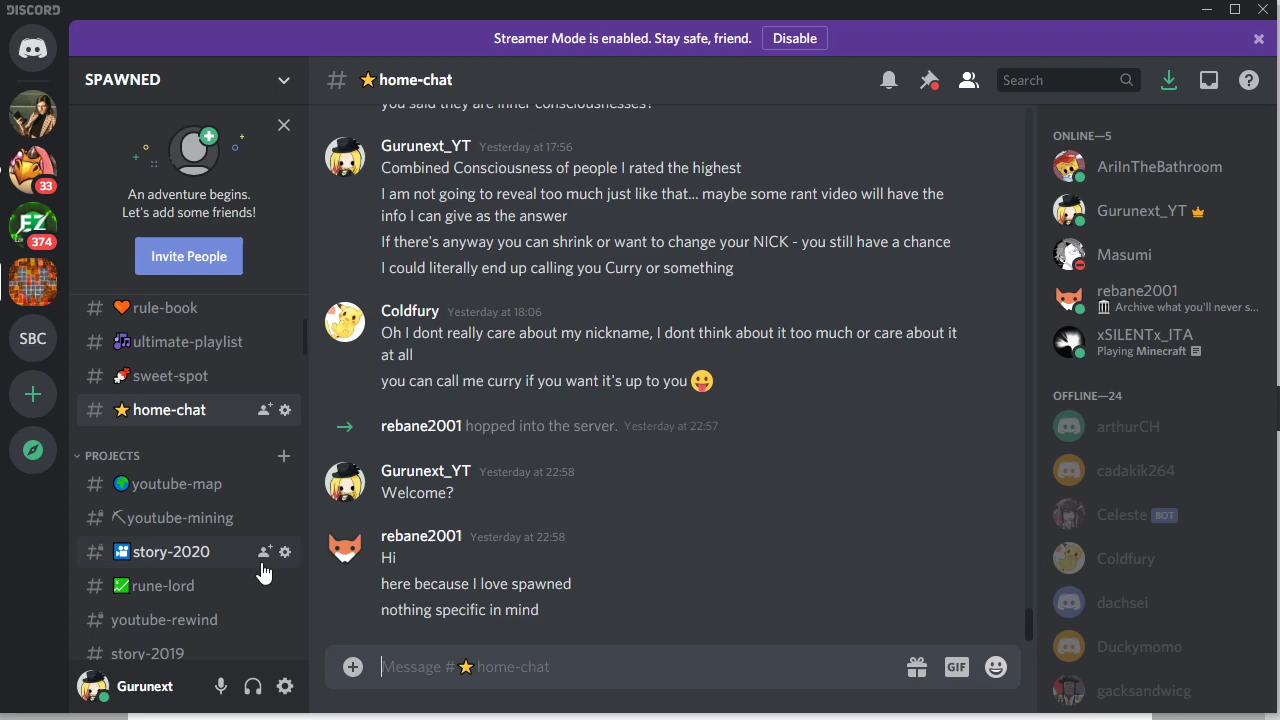 DISCORD
Streamer Mode is enabled. Stay safe, friend. Disable
SPAWNED
An adventure begins.
Let's add some friends!
Invite People
33
374
SBC
rule-book
ultimate-playlist
sweet-spot
home-chat
PROJECTS
youtube-map
youtube-mining
story-2020
rune-lord
youtube-rewind
story-2019
Gurunext
# home-chat
Search
you said they are inner consciousnesses?
Gurunext_YT Yesterday at 17:56
Combined Consciousness of people I rated the highest
I am not going to reveal too much just like that... maybe some rant video will have the
info I can give as the answer
If there's anyway you can shrink or want to change your NICK - you still have a chance
I could literally end up calling you Curry or something
Coldfury Yesterday at 18:06
Oh I dont really care about my nickname, I dont think about it too much or care about it
at all
you can call me curry if you want it's up to you 😛
rebane2001 hopped into the server. Yesterday at 22:57
Gurunext_YT Yesterday at 22:58
Welcome?
rebane2001 Yesterday at 22:58
Hi
here because I love spawned
nothing specific in mind
Message #⭐home-chat
GIF
ONLINE—5
AriInTheBathroom
Gurunext_YT
Masumi
rebane2001
Archive what you'll never s...
xSILENTx_ITA
Playing Minecraft
OFFLINE—24
arthurCH
cadakik264
Celeste BOT
Coldfury
dachsei
Duckymomo
gacksandwicg